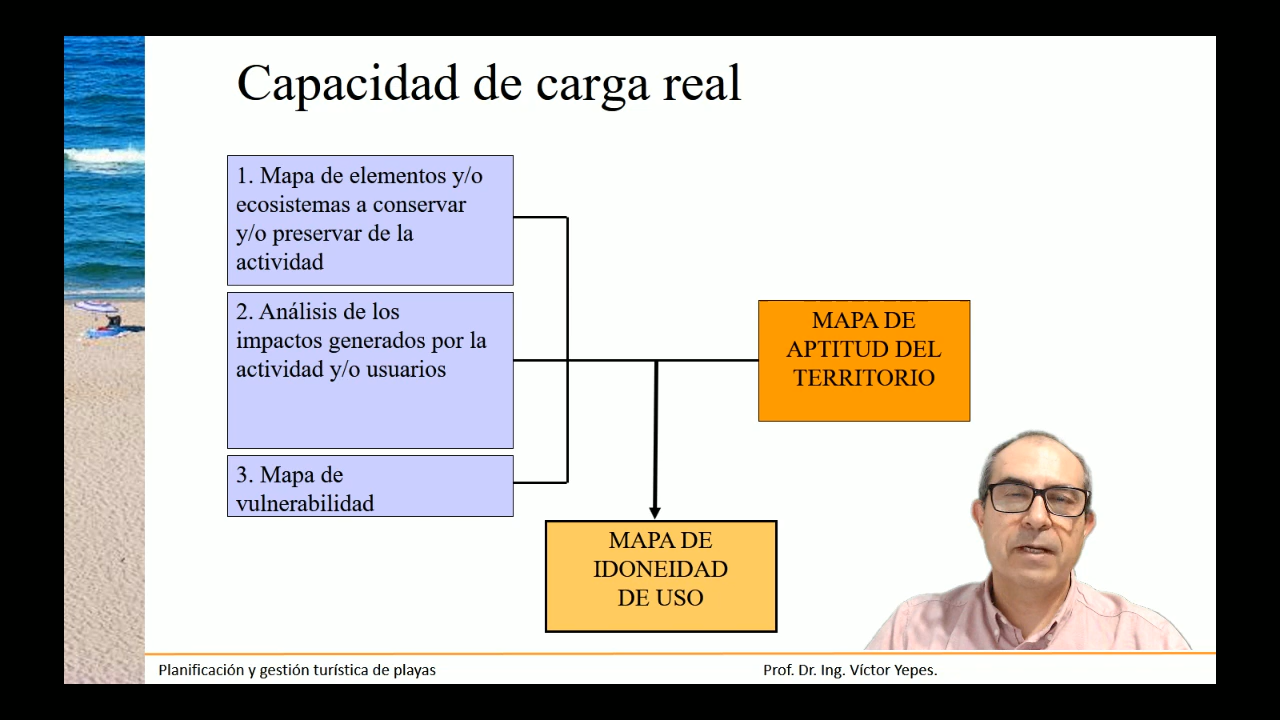 Capacidad de carga real
1. Mapa de elementos y/o
ecosistemas a conservar
y/o preservar de la
actividad
2. Análisis de los
impactos generados por la
actividad y/o usuarios
3. Mapa de
vulnerabilidad
MAPA DE
APTITUD DEL
TERRITORIO
MAPA DE
IDONEIDAD
DE USO
Planificación y gestión turística de playas
Prof. Dr. Ing. Víctor Yepes.